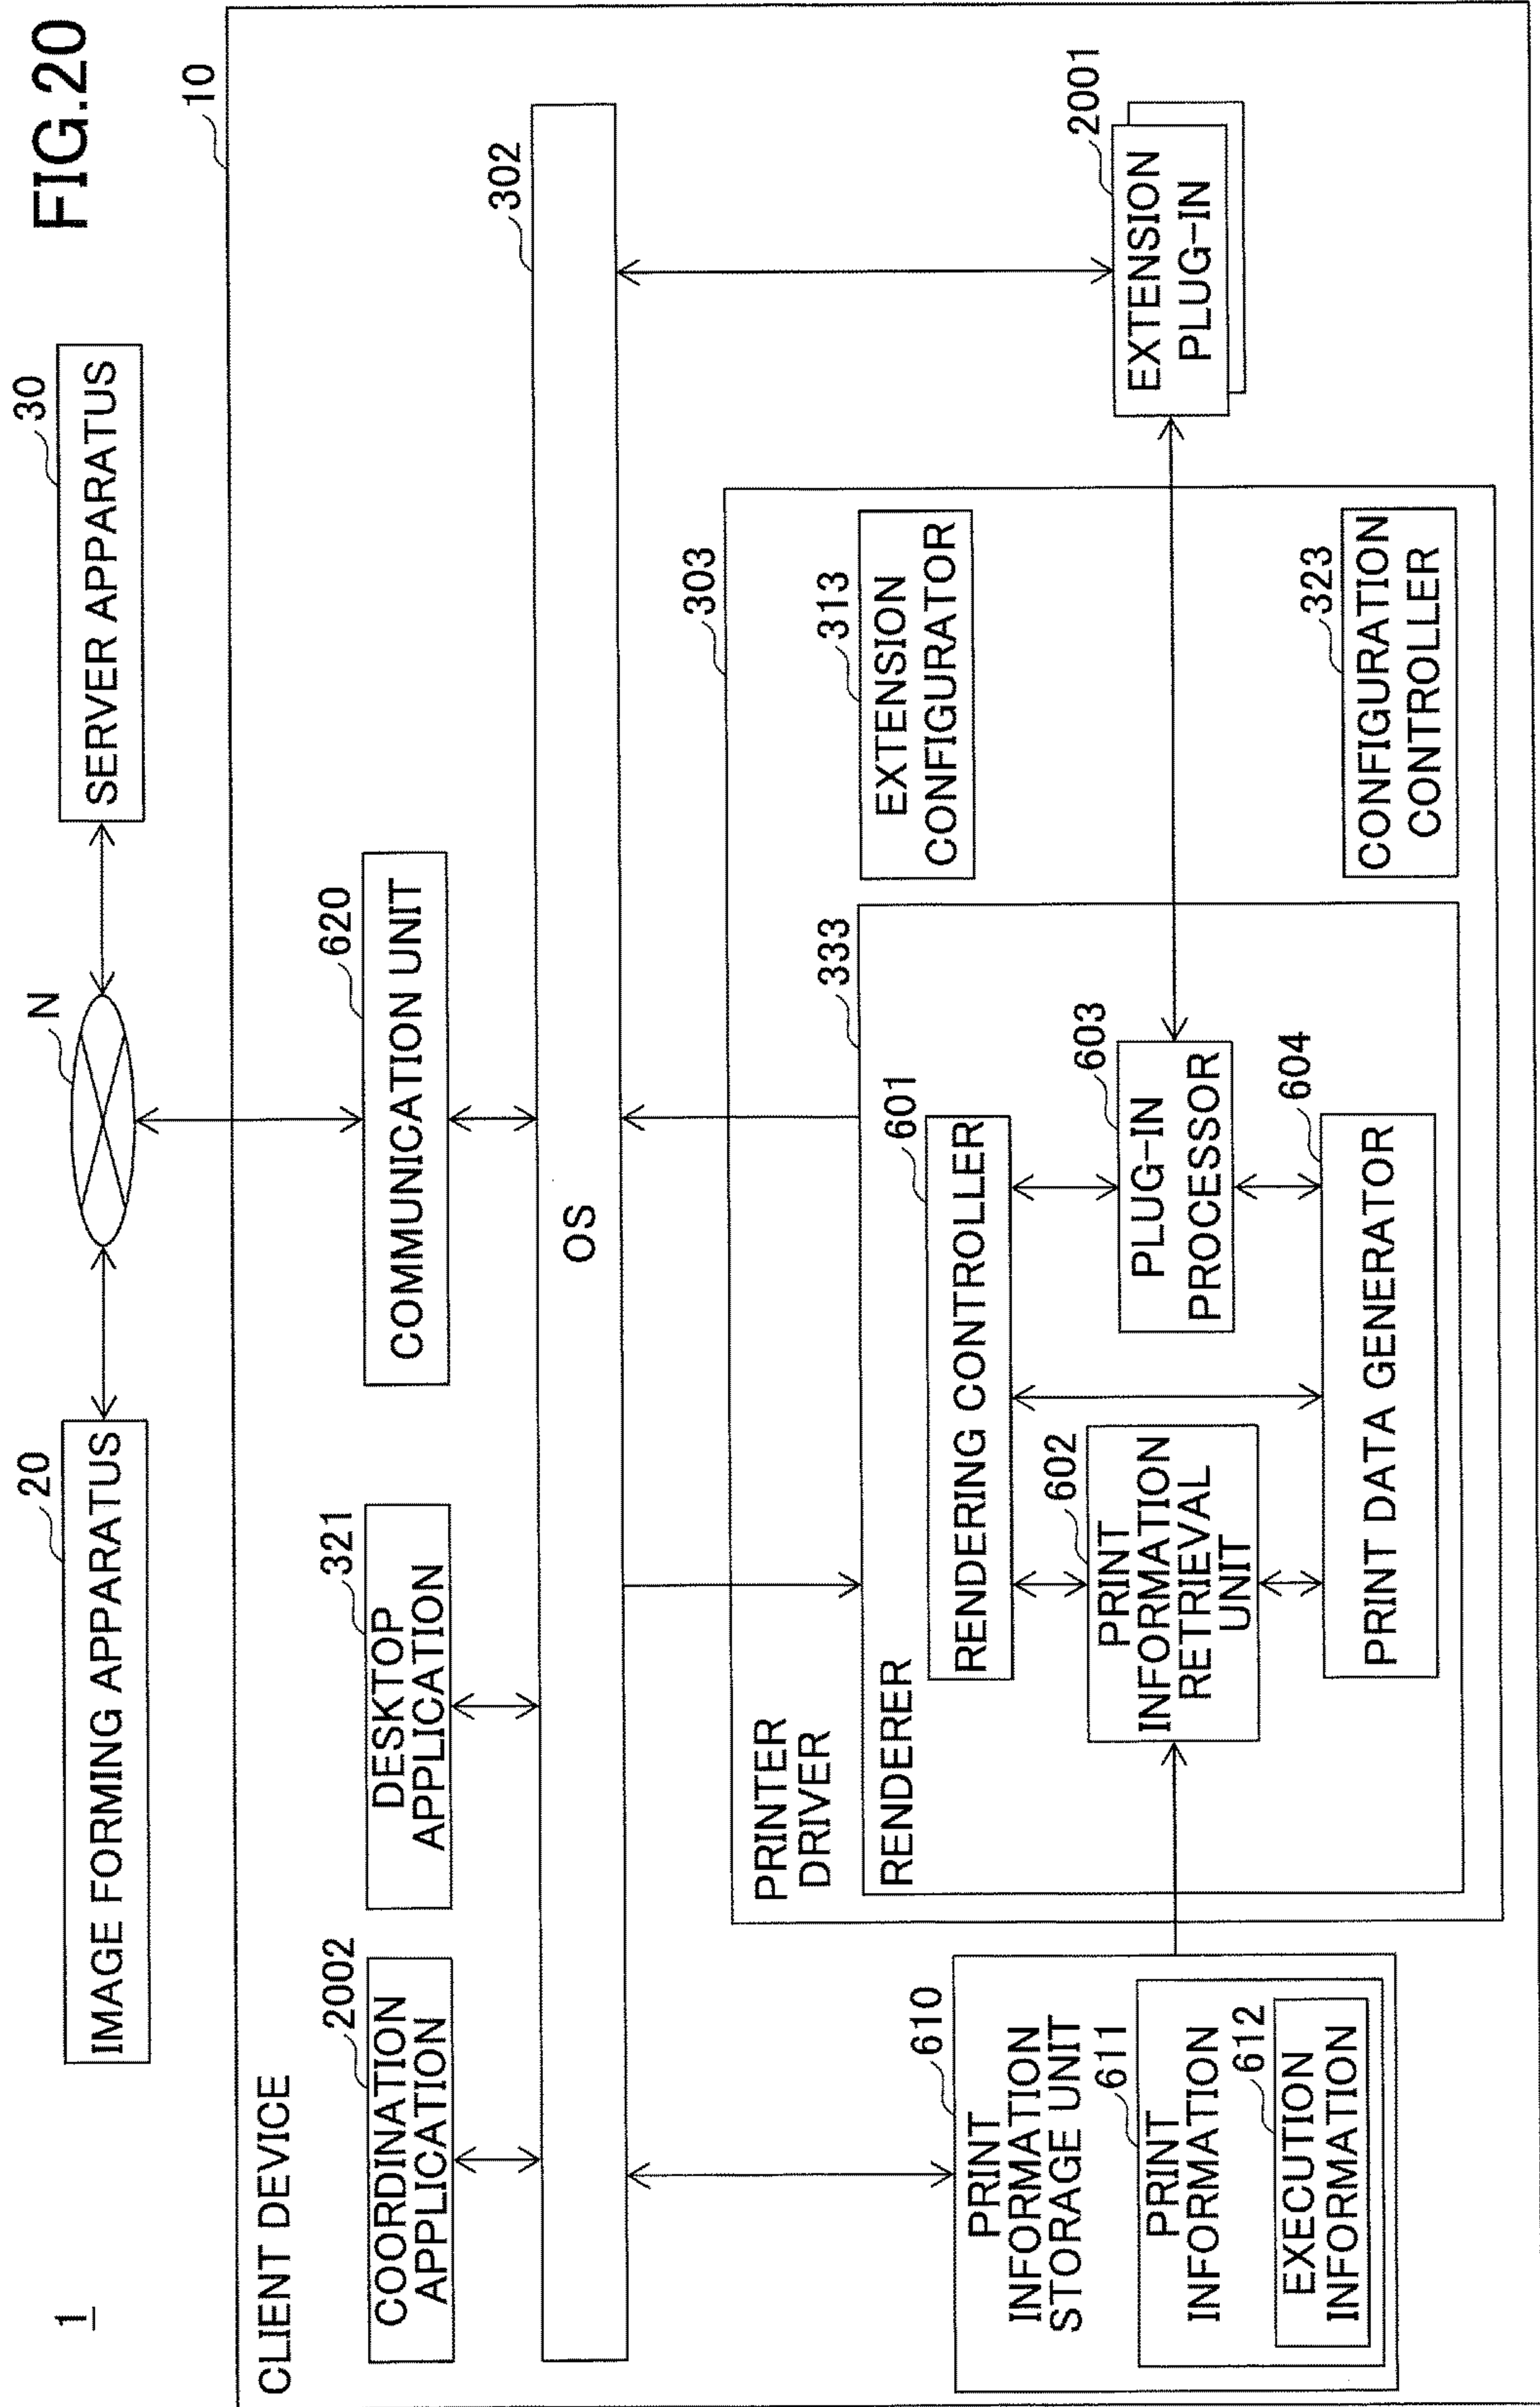 FIG.20
1
20
IMAGE FORMING APPARATUS
N
30
SERVER APPARATUS
10
CLIENT DEVICE
2002
COORDINATION
APPLICATION
321
DESKTOP
APPLICATION
620
COMMUNICATION UNIT
302
OS
610
PRINT
INFORMATION
STORAGE UNIT
611
PRINT
INFORMATION
612
EXECUTION
INFORMATION
303
PRINTER
DRIVER
333
RENDERER
601
RENDERING CONTROLLER
602
PRINT
INFORMATION
RETRIEVAL
UNIT
603
PLUG-IN
PROCESSOR
604
PRINT DATA GENERATOR
313
EXTENSION
CONFIGURATOR
323
CONFIGURATION
CONTROLLER
2001
EXTENSION
PLUG-IN